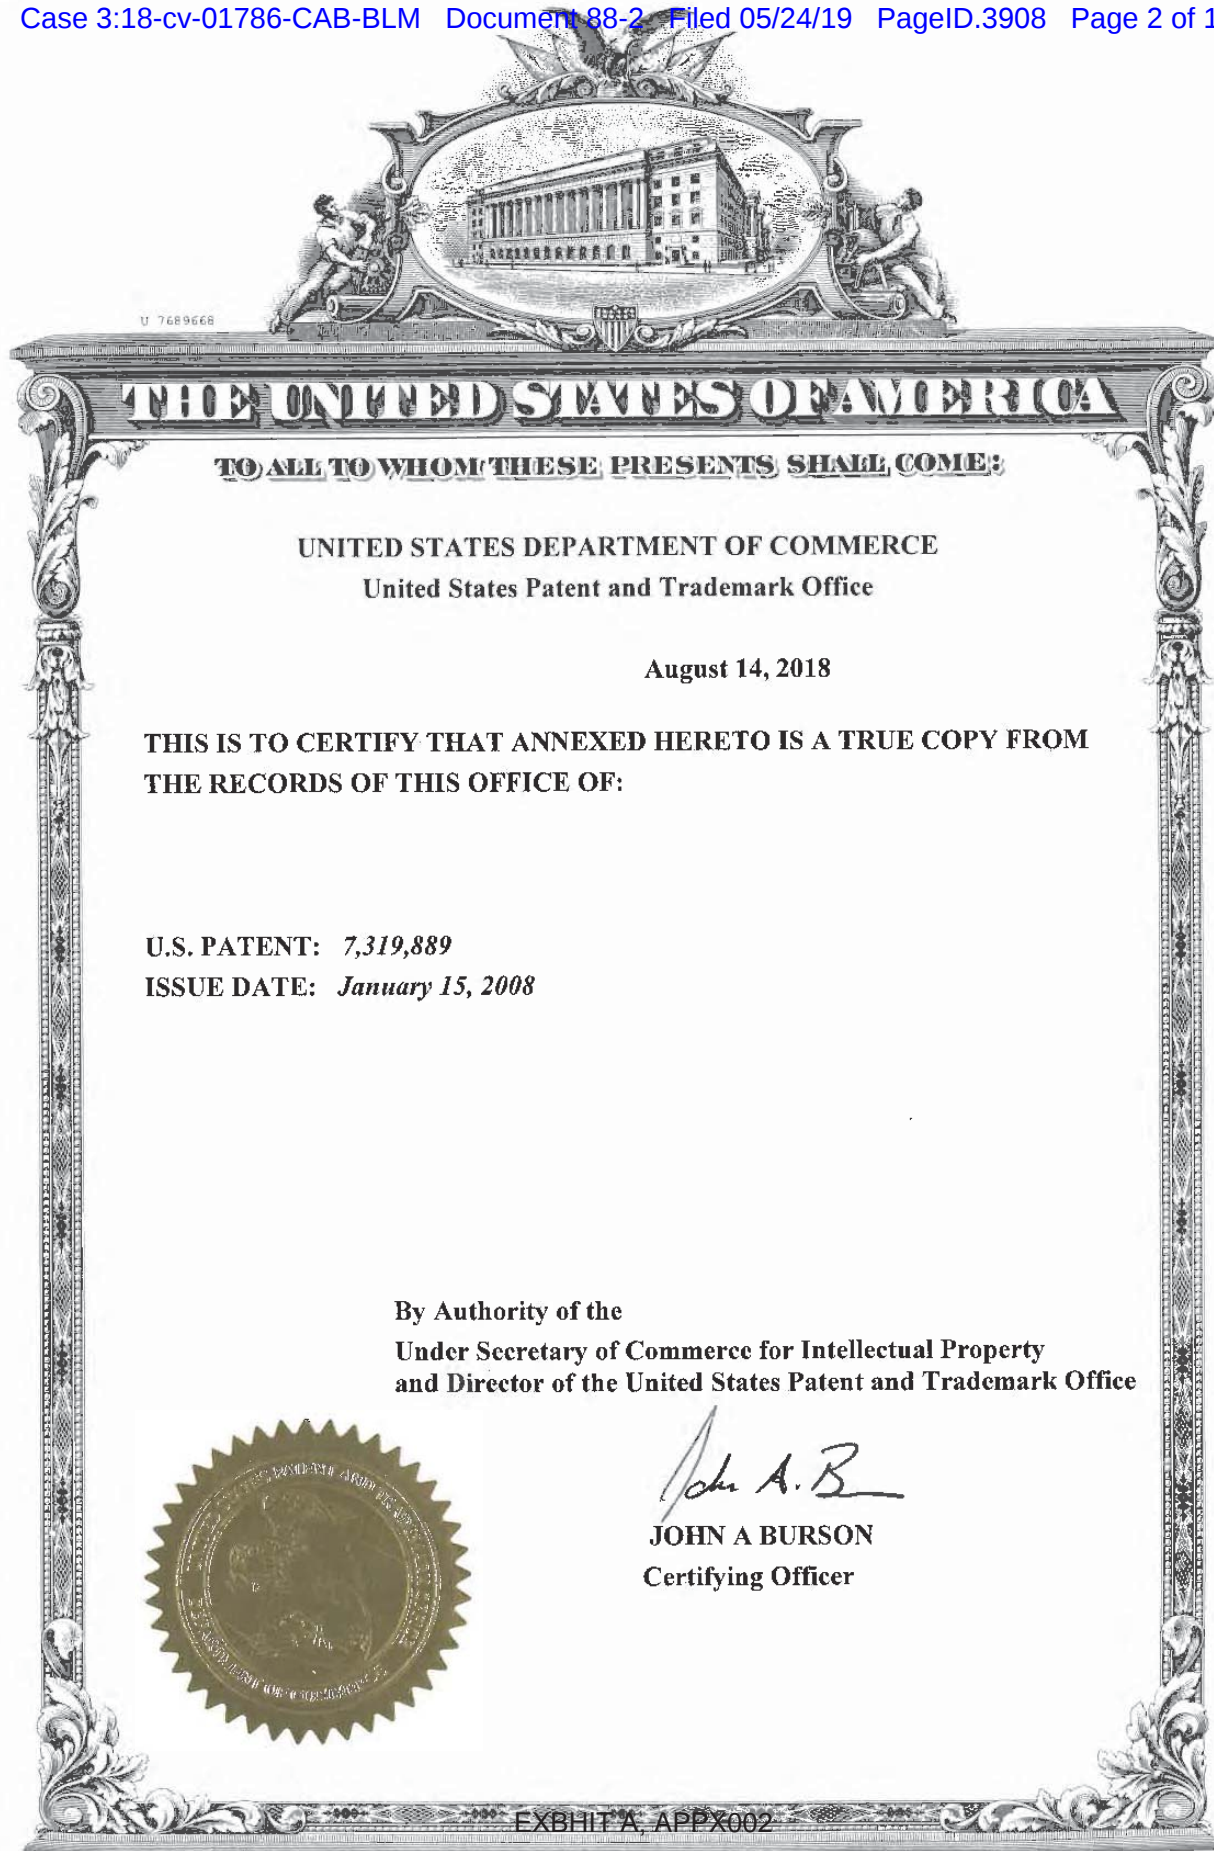 Case 3:18-cv-01786-CAB-BLM Document 88-2 Filed 05/24/19 PageID.3908 Page 2 of 1
U 7689668
THE UNITED STATES OF AMERICA
TO ALL TO WHOM THESE PRESENTS SHALL COME:
UNITED STATES DEPARTMENT OF COMMERCE
United States Patent and Trademark Office
August 14, 2018
THIS IS TO CERTIFY THAT ANNEXED HERETO IS A TRUE COPY FROM
THE RECORDS OF THIS OFFICE OF:
U.S. PATENT: 7,319,889
ISSUE DATE: January 15, 2008
By Authority of the
Under Secretary of Commerce for Intellectual Property
and Director of the United States Patent and Trademark Office
John A. B
JOHN A BURSON
Certifying Officer
EXBHIT A, APPX002